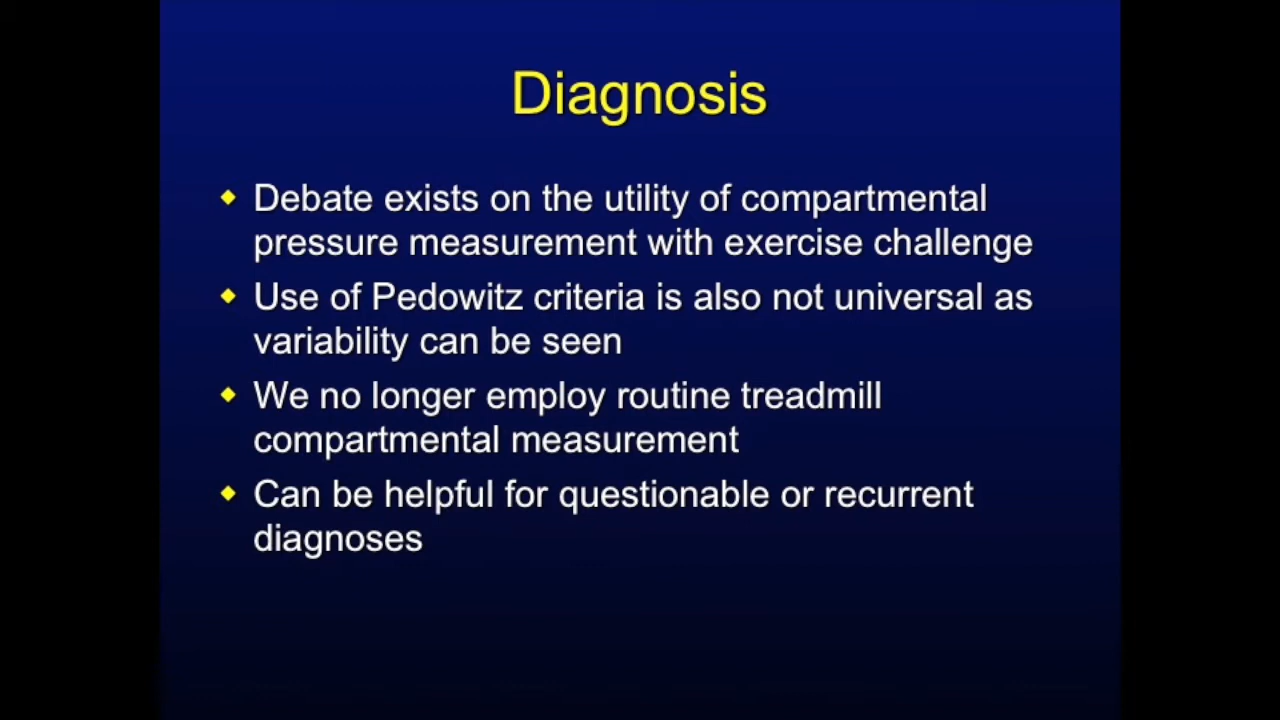 Diagnosis
Debate exists on the utility of compartmental
pressure measurement with exercise challenge
Use of Pedowitz criteria is also not universal as
variability can be seen
We no longer employ routine treadmill
compartmental measurement
Can be helpful for questionable or recurrent
diagnoses